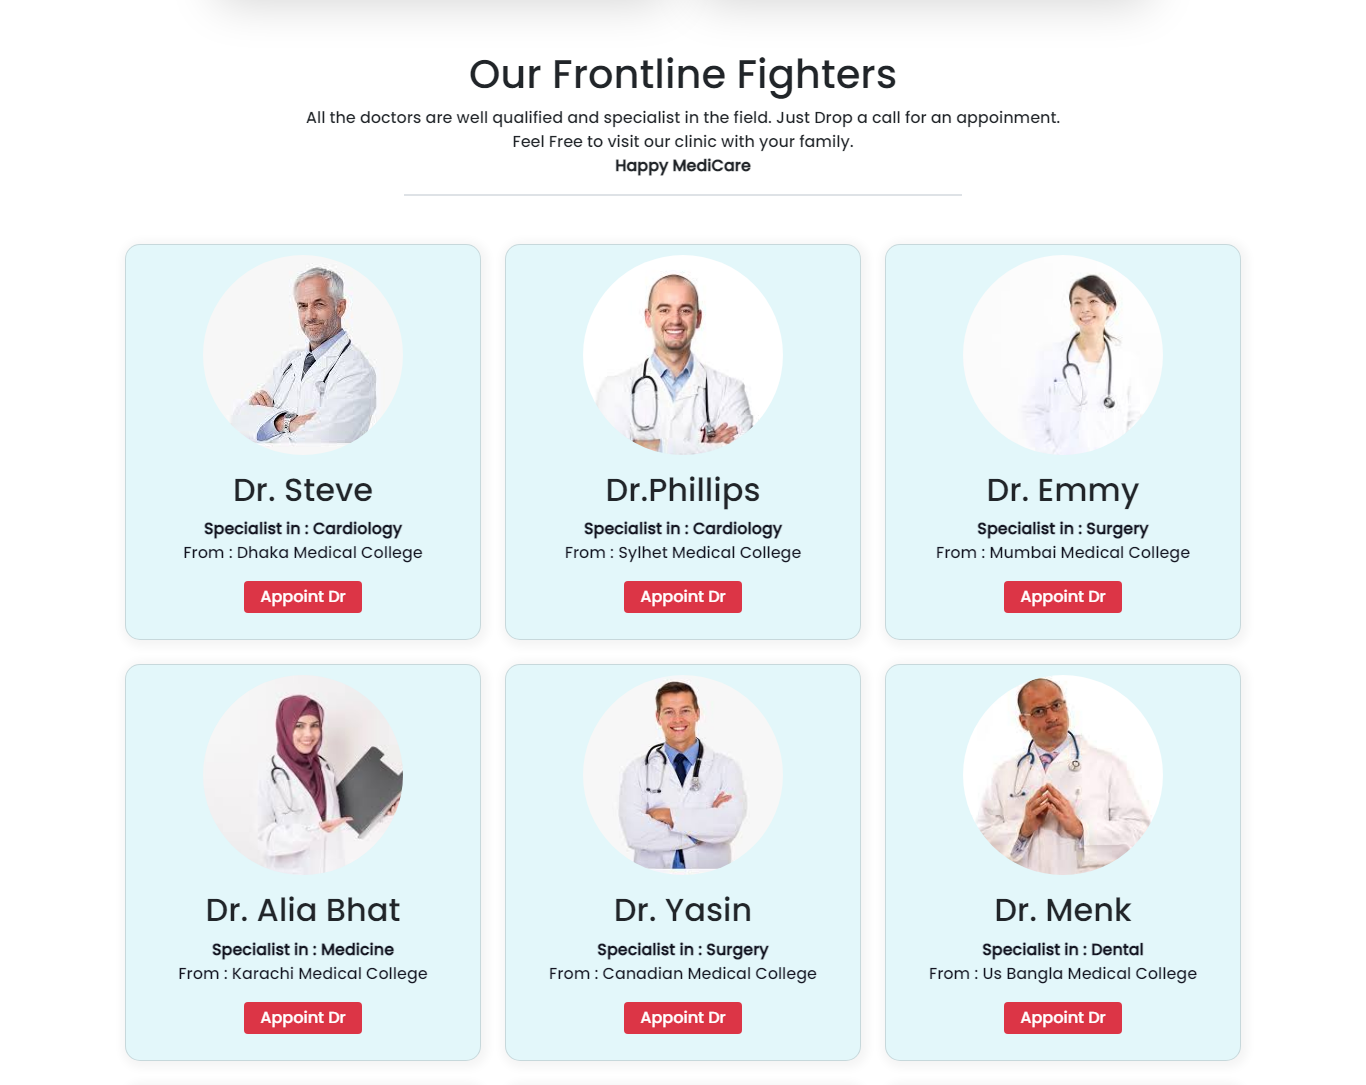 Our Frontline Fighters
All the doctors are well qualified and specialist in the field. Just Drop a call for an appoinment.
Feel Free to visit our clinic with your family.
Happy MediCare
Dr. Steve
Specialist in : Cardiology
From : Dhaka Medical College
Appoint Dr
Dr.Phillips
Specialist in : Cardiology
From : Sylhet Medical College
Appoint Dr
Dr. Emmy
Specialist in : Surgery
From : Mumbai Medical College
Appoint Dr
Dr. Alia Bhat
Specialist in : Medicine
From : Karachi Medical College
Appoint Dr
Dr. Yasin
Specialist in : Surgery
From : Canadian Medical College
Appoint Dr
Dr. Menk
Specialist in : Dental
From : Us Bangla Medical College
Appoint Dr